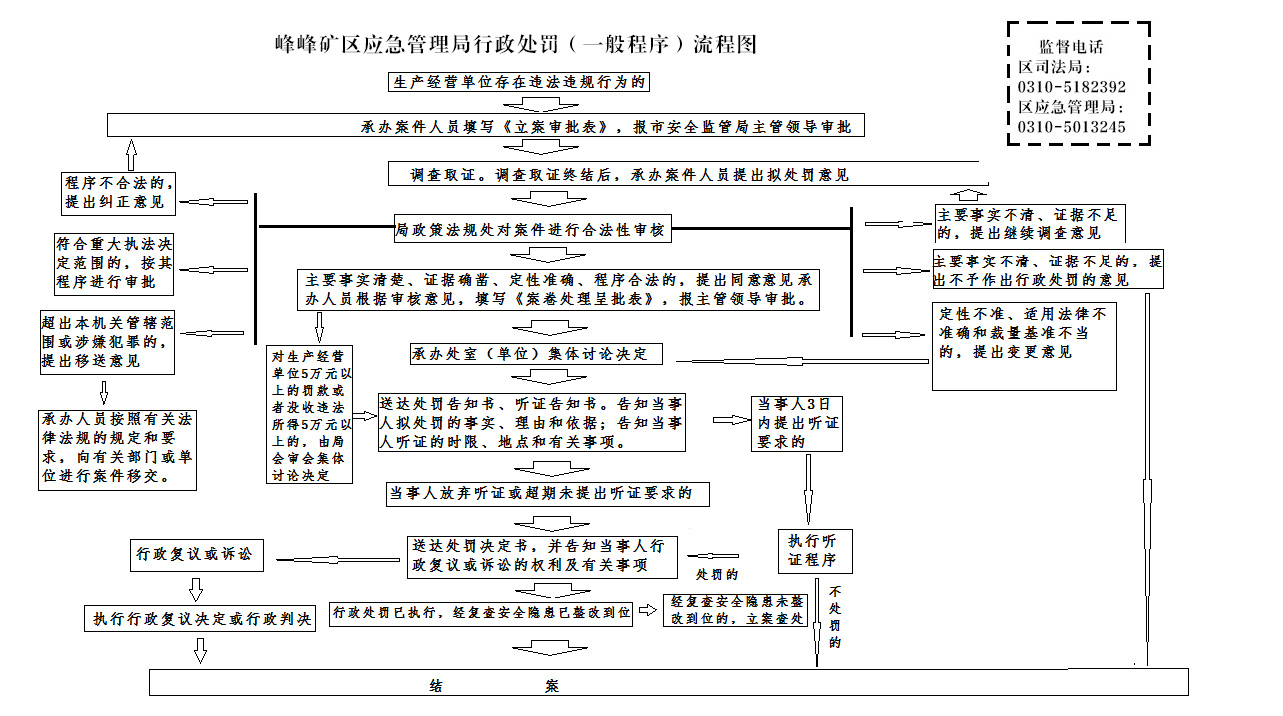 峰峰矿区应急管理局行政处罚(一般程序)流程图
监督电话
区司法局:
0310-5182392
区应急管理局:
0310-5013245
生产经营单位存在违法违规行为的
承办案件人员填写《立案审批表》,报市安全监管局主管领导审批
调查取证。调查取证终结后,承办案件人员提出拟处罚意见
程序不合法的,
提出纠正意见
局政策法规处对案件进行合法性审核
主要事实不清、证据不足
的,提出继续调查意见
符合重大执法决
定范围的,按其
程序进行审批
主要事实清楚、证据确凿、定性准确、程序合法的,提出同意意见承
办人员根据审核意见,填写《案卷处理呈批表》,报主管领导审批。
主要事实不清、证据不足的,提
出不予作出行政处罚的意见
超出本机关管辖范
围或涉嫌犯罪的,
提出移送意见
定性不准、适用法律不
准确和裁量基准不当
的,提出变更意见
承办处室(单位)集体讨论决定
对生产经营
单位5万元以
上的罚款或
者没收违法
所得5万元以
上的,由局
会审会集体
讨论决定
承办人员按照有关法
律法规的规定和要
求,向有关部门或单
位进行案件移交。
送达处罚告知书、听证告知书。告知当事
人拟处罚的事实、理由和依据;告知当事
人听证的时限、地点和有关事项。
当事人3日
内提出听证
要求的
当事人放弃听证或超期未提出听证要求的
执行听
证程序
行政复议或诉讼
送达处罚决定书,并告知当事人行
政复议或诉讼的权利及有关事项
处罚的
不处罚的
执行行政复议决定或行政判决
行政处罚已执行,经复查安全隐患已整改到位
经复查安全隐患未整
改到位的,立案查处
结 案